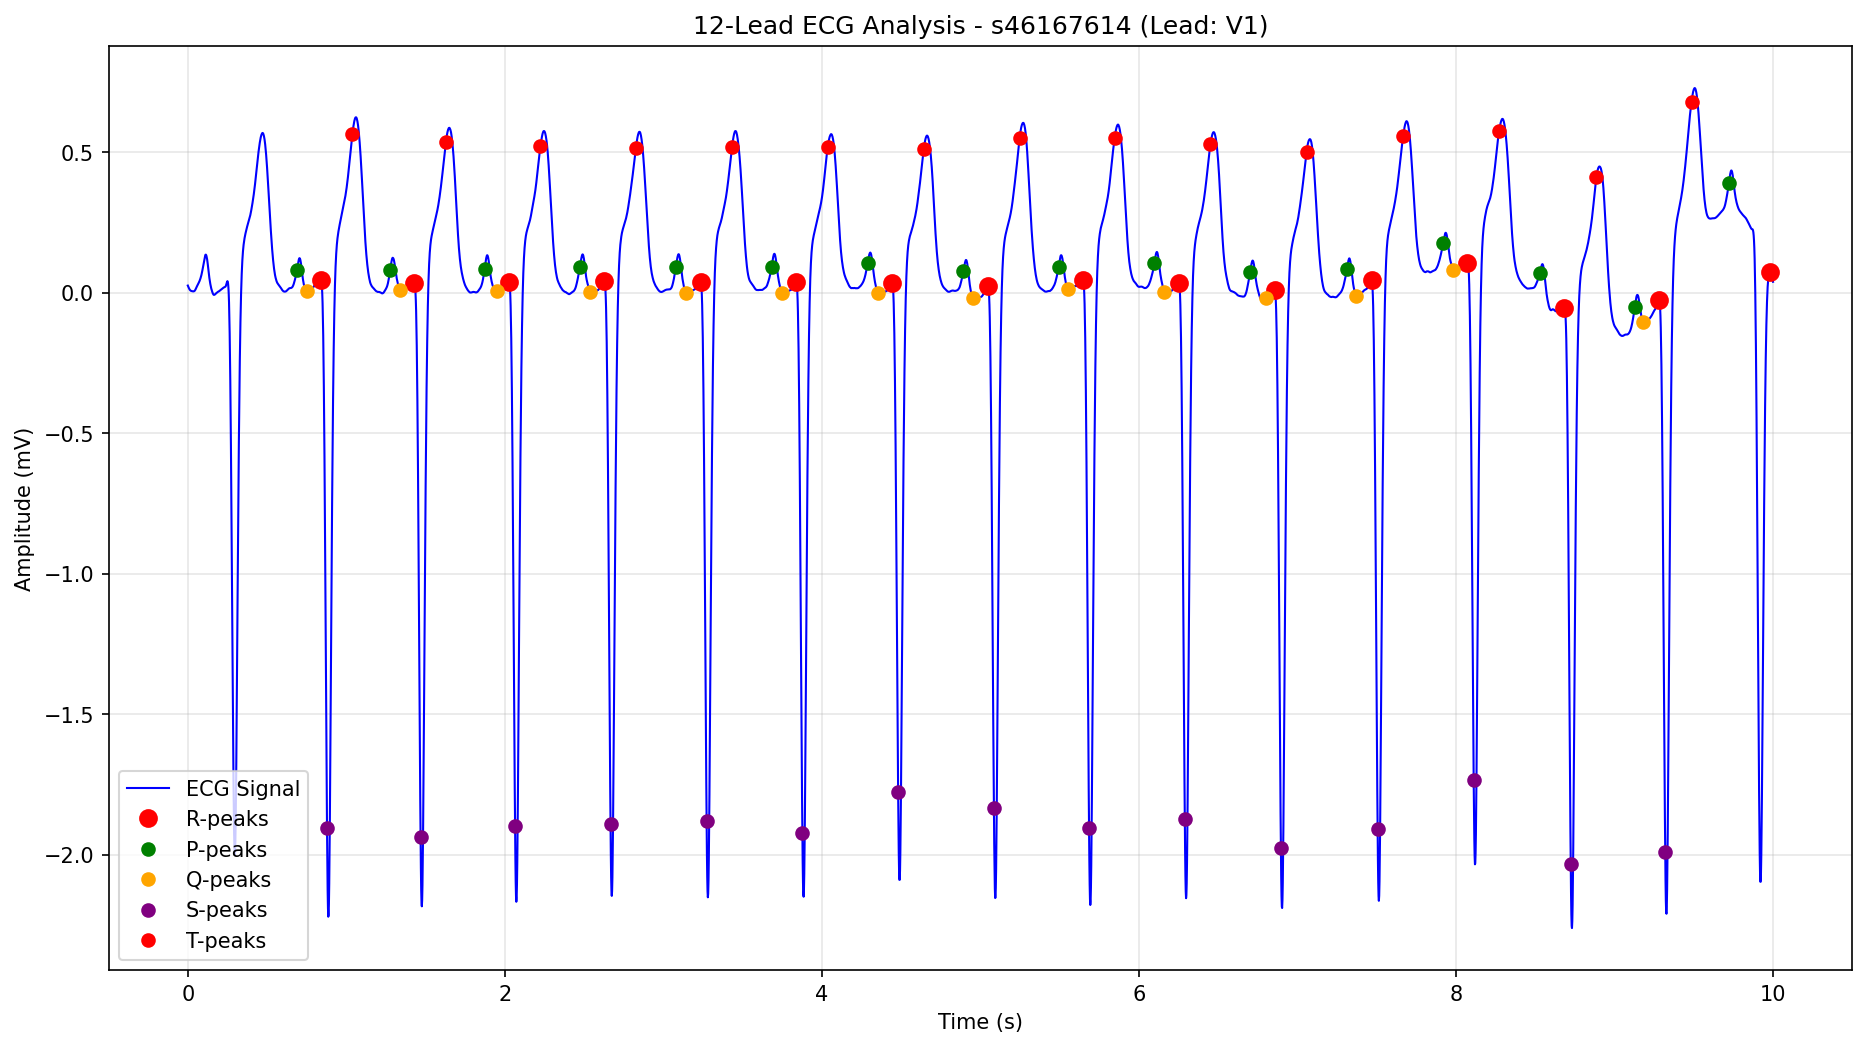 12-Lead ECG Analysis - s46167614 (Lead: V1)
Amplitude (mV)
0.5
0.0
−0.5
−1.0
−1.5
−2.0
ECG Signal
R-peaks
P-peaks
Q-peaks
S-peaks
T-peaks
0 2 4 6 8 10
Time (s)